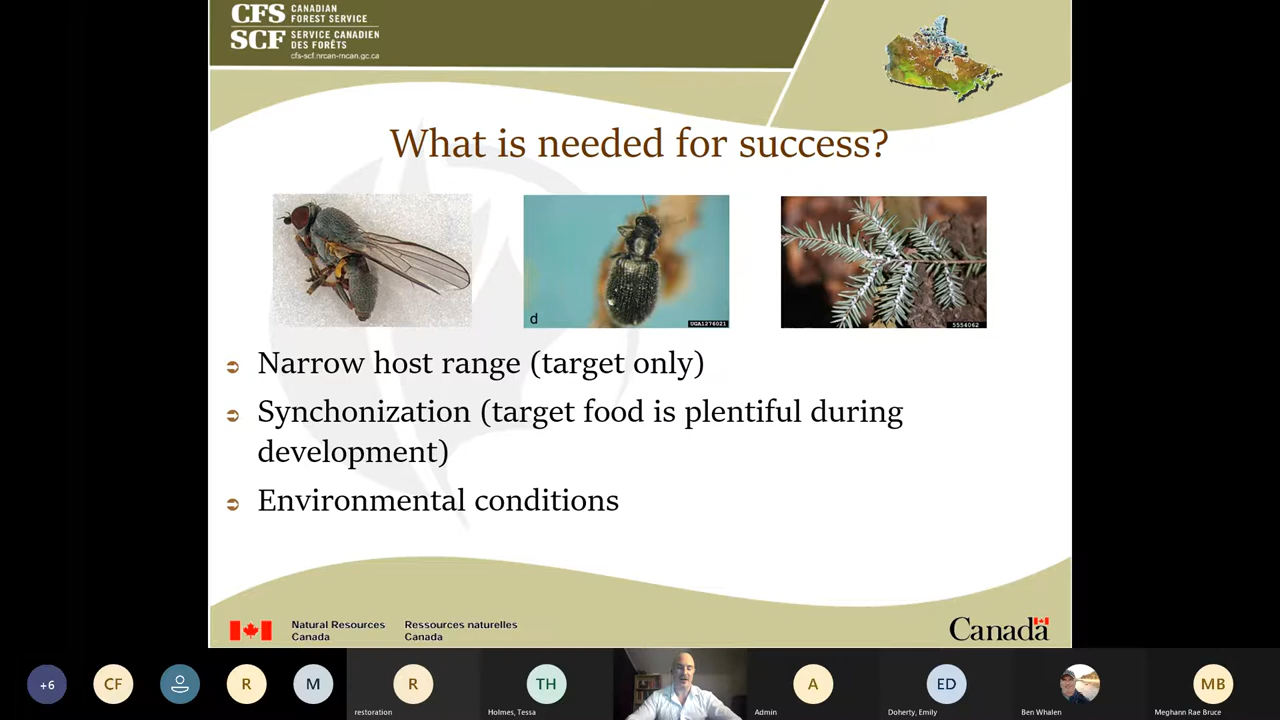 CFS CANADIAN
FOREST SERVICE
SCF SERVICE CANADIEN
DES FORÊTS
cfs-scf.nrcan-rncan.gc.ca
What is needed for success?
d
UGA1276021
5554062
Narrow host range (target only)
Synchonization (target food is plentiful during
development)
Environmental conditions
Natural Resources Ressources naturelles
Canada Canada
Canada
+6
CF
R
M
R
TH
A
ED
MB
restoration
Holmes, Tessa
Admin
Doherty, Emily
Ben Whalen
Meghann Rae Bruce